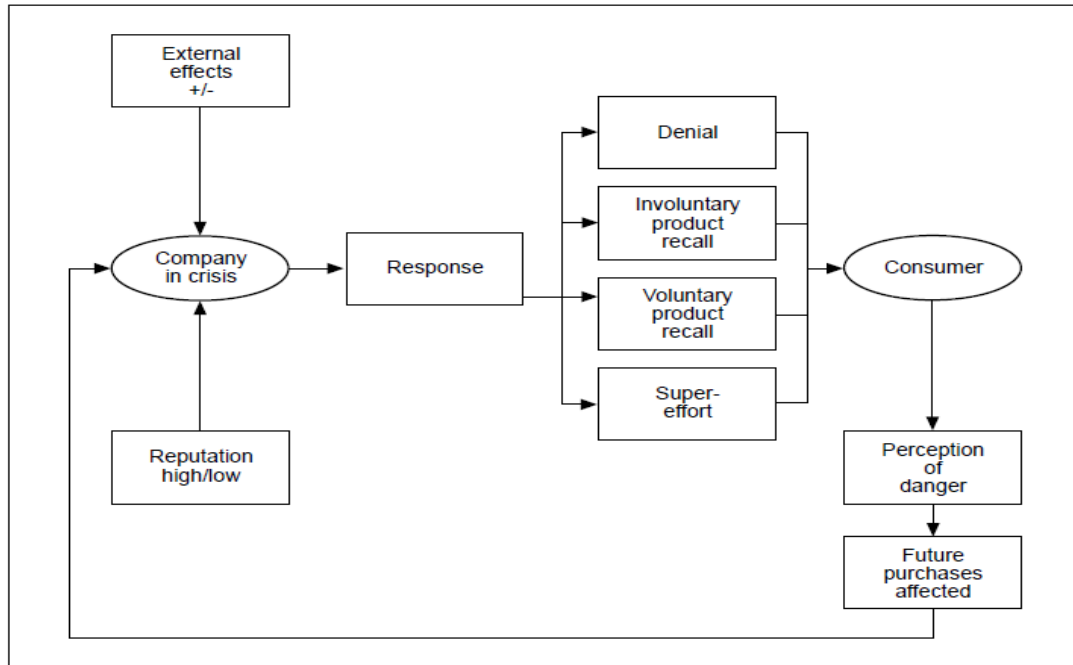 External
effects
+/-
Denial
Involuntary
product
recall
Company
in crisis
Response
Consumer
Voluntary
product
recall
Super-
effort
Reputation
high/low
Perception
of
danger
Future
purchases
affected